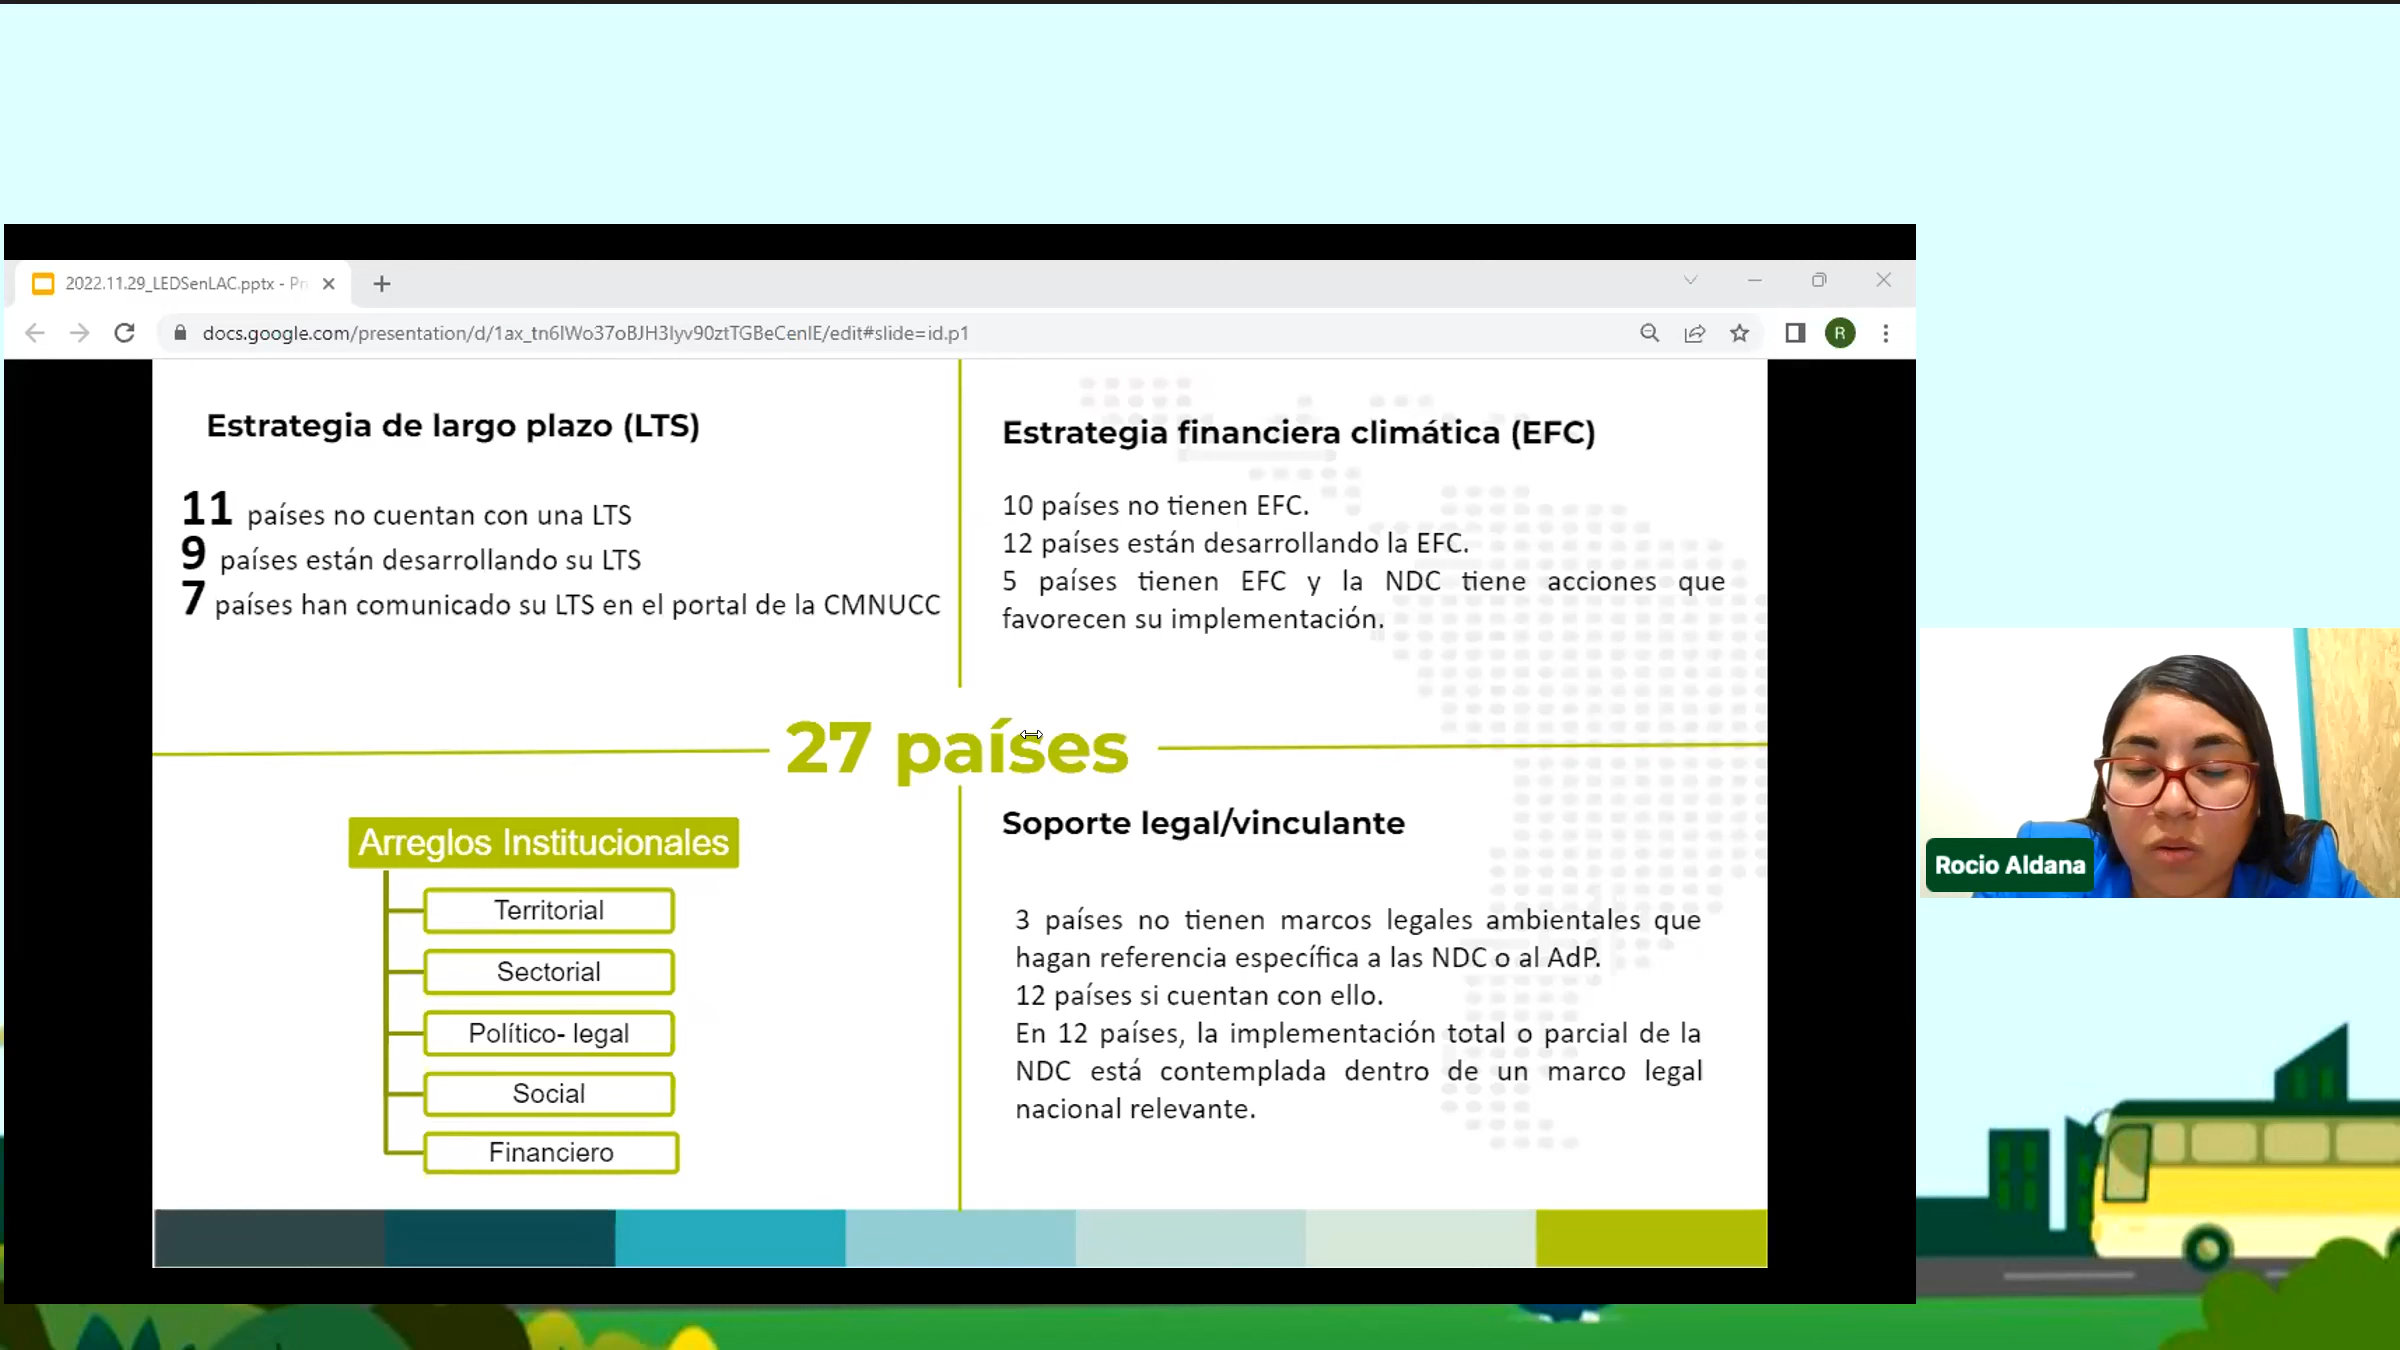 2022.11.29_LEDSenLAC.pptx - Pr
docs.google.com/presentation/d/1ax_tn6lWo37oBJH3lyv90ztTGBeCenlE/edit#slide=id.p1
R
Estrategia de largo plazo (LTS)
11 países no cuentan con una LTS
9 países están desarrollando su LTS
7 países han comunicado su LTS en el portal de la CMNUCC
Estrategia financiera climática (EFC)
10 países no tienen EFC.
12 países están desarrollando la EFC.
5 países tienen EFC y la NDC tiene acciones que
favorecen su implementación.
27 países
Arreglos Institucionales
Territorial
Sectorial
Político- legal
Social
Financiero
Soporte legal/vinculante
3 países no tienen marcos legales ambientales que
hagan referencia específica a las NDC o al AdP.
12 países si cuentan con ello.
En 12 países, la implementación total o parcial de la
NDC está contemplada dentro de un marco legal
nacional relevante.
Rocio Aldana